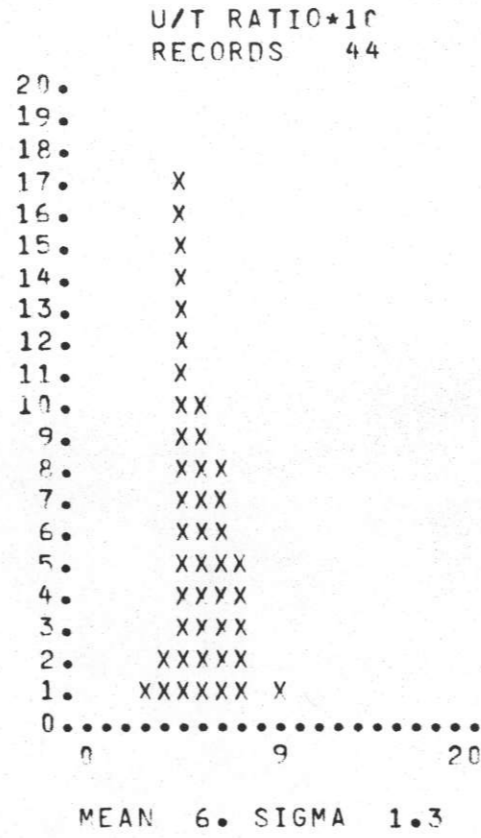 U/T RATIO*10
RECORDS 44
20.
19.
18.
17. X
16. X
15. X
14. X
13. X
12. X
11. X
10. XX
9. XX
8. XXX
7. XXX
6. XXX
5. XXXX
4. XXXX
3. XXXX
2. XXXXX
1. XXXXXX X
0......................
0 9 20
MEAN 6. SIGMA 1.3